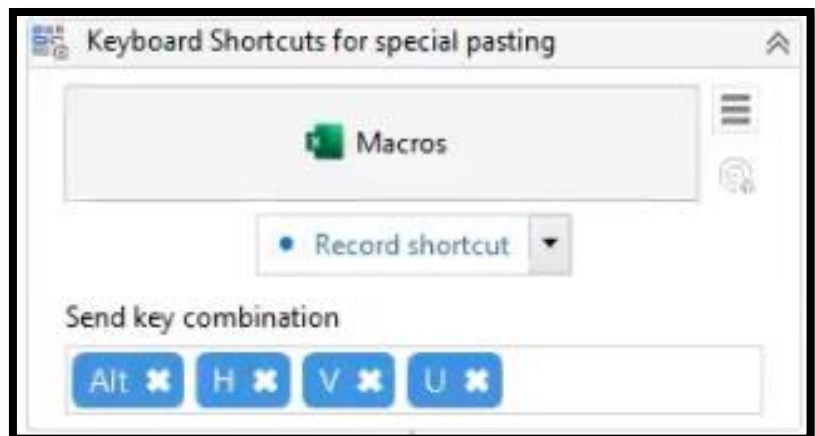 Keyboard Shortcuts for special pasting
Macros
Record shortcut
Send key combination
Alt H V U